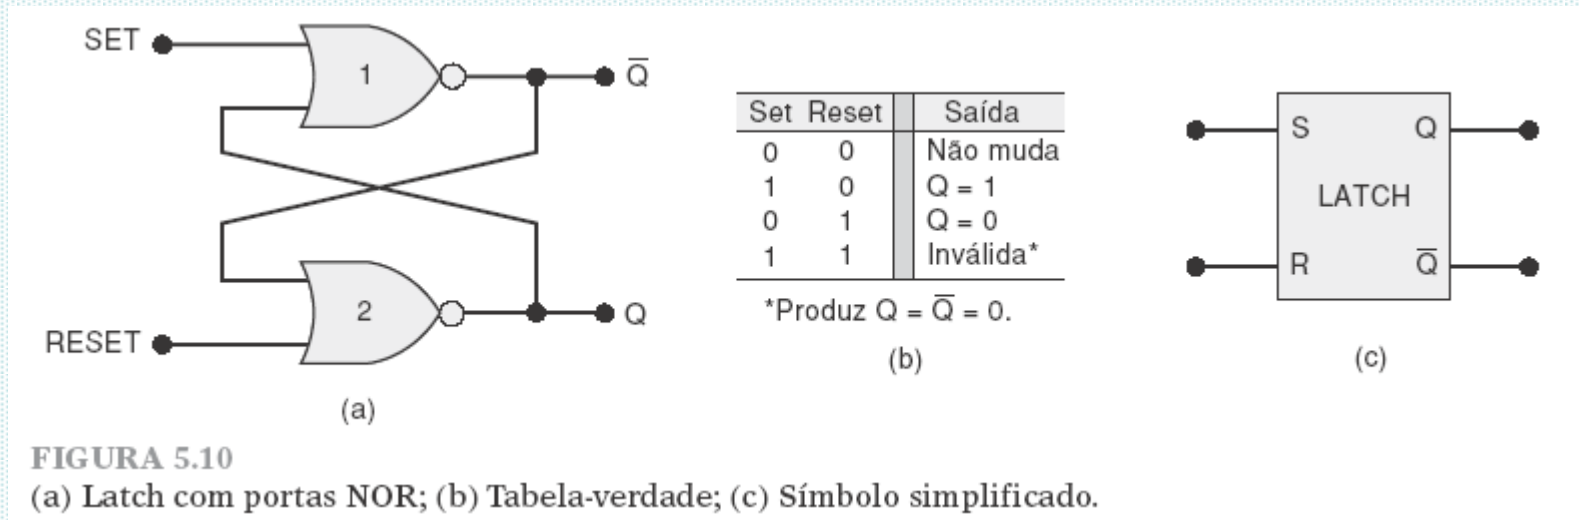 SET
1
Q̅
RESET
2
Q
(a)
Set Reset Saída
0 0 Não muda
1 0 Q = 1
0 1 Q = 0
1 1 Inválida*
*Produz Q = Q̅ = 0.
(b)
S Q
LATCH
R Q̅
(c)
FIGURA 5.10
(a) Latch com portas NOR; (b) Tabela-verdade; (c) Símbolo simplificado.